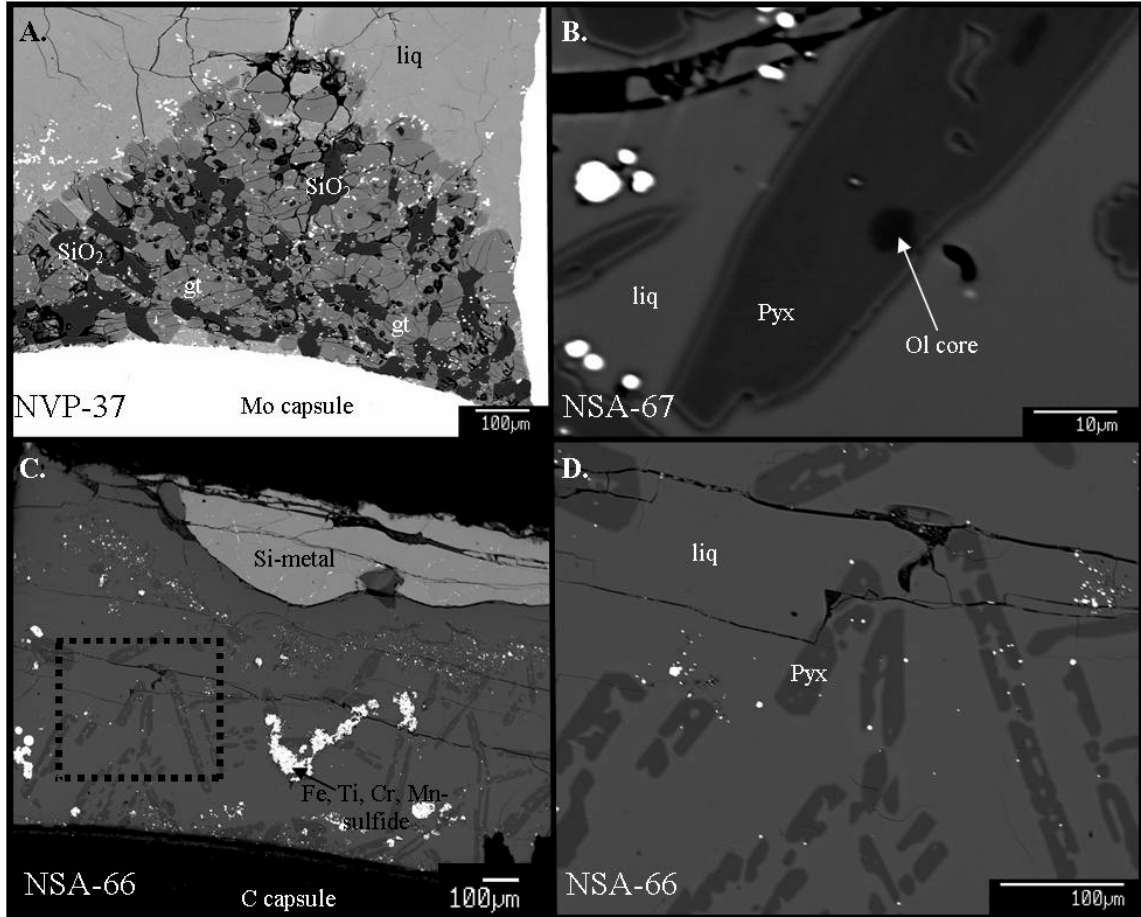 A.
liq
SiO₂
SiO₂
gt
gt
Mo capsule
NVP-37
100µm
B.
liq
Pyx
Ol core
NSA-67
10µm
C.
Si-metal
Fe, Ti, Cr, Mn-
sulfide
NSA-66
C capsule
100µm
D.
liq
Pyx
NSA-66
100µm